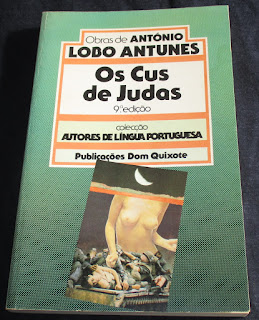 Obras de ANTÓNIO
LOBO ANTUNES
Os Cus
de Judas
9.ª edição
colecção
AUTORES DE LÍNGUA PORTUGUESA
Publicações Dom Quixote